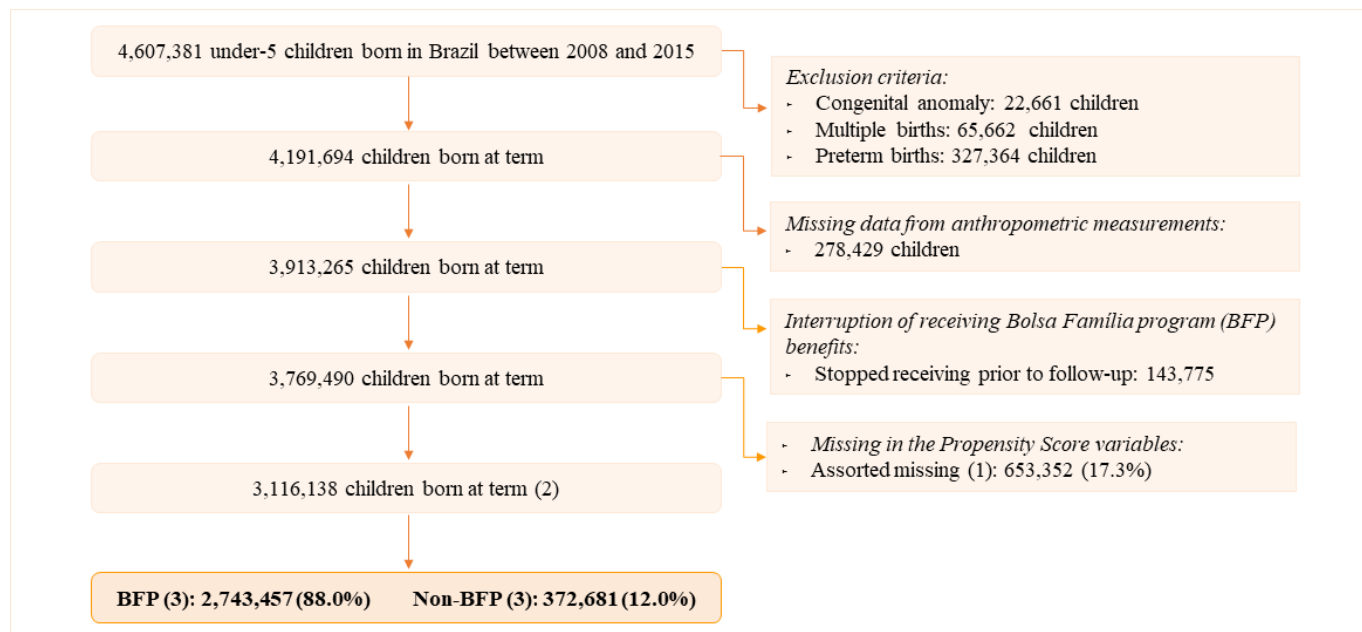 4,607,381 under-5 children born in Brazil between 2008 and 2015
Exclusion criteria:
- Congenital anomaly: 22,661 children
- Multiple births: 65,662 children
- Preterm births: 327,364 children
4,191,694 children born at term
Missing data from anthropometric measurements:
- 278,429 children
3,913,265 children born at term
Interruption of receiving Bolsa Família program (BFP)
benefits:
- Stopped receiving prior to follow-up: 143,775
3,769,490 children born at term
- Missing in the Propensity Score variables:
- Assorted missing (1): 653,352 (17.3%)
3,116,138 children born at term (2)
BFP (3): 2,743,457 (88.0%) Non-BFP (3): 372,681 (12.0%)